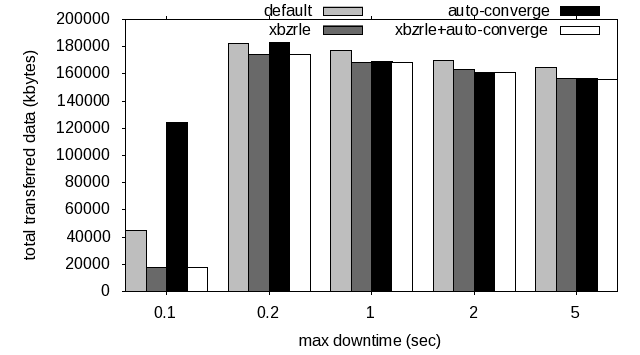 default
auto-converge
xbzrle
xbzrle+auto-converge
total transferred data (kbytes)
200000
180000
160000
140000
120000
100000
80000
60000
40000
20000
0
0.1 0.2 1 2 5
max downtime (sec)